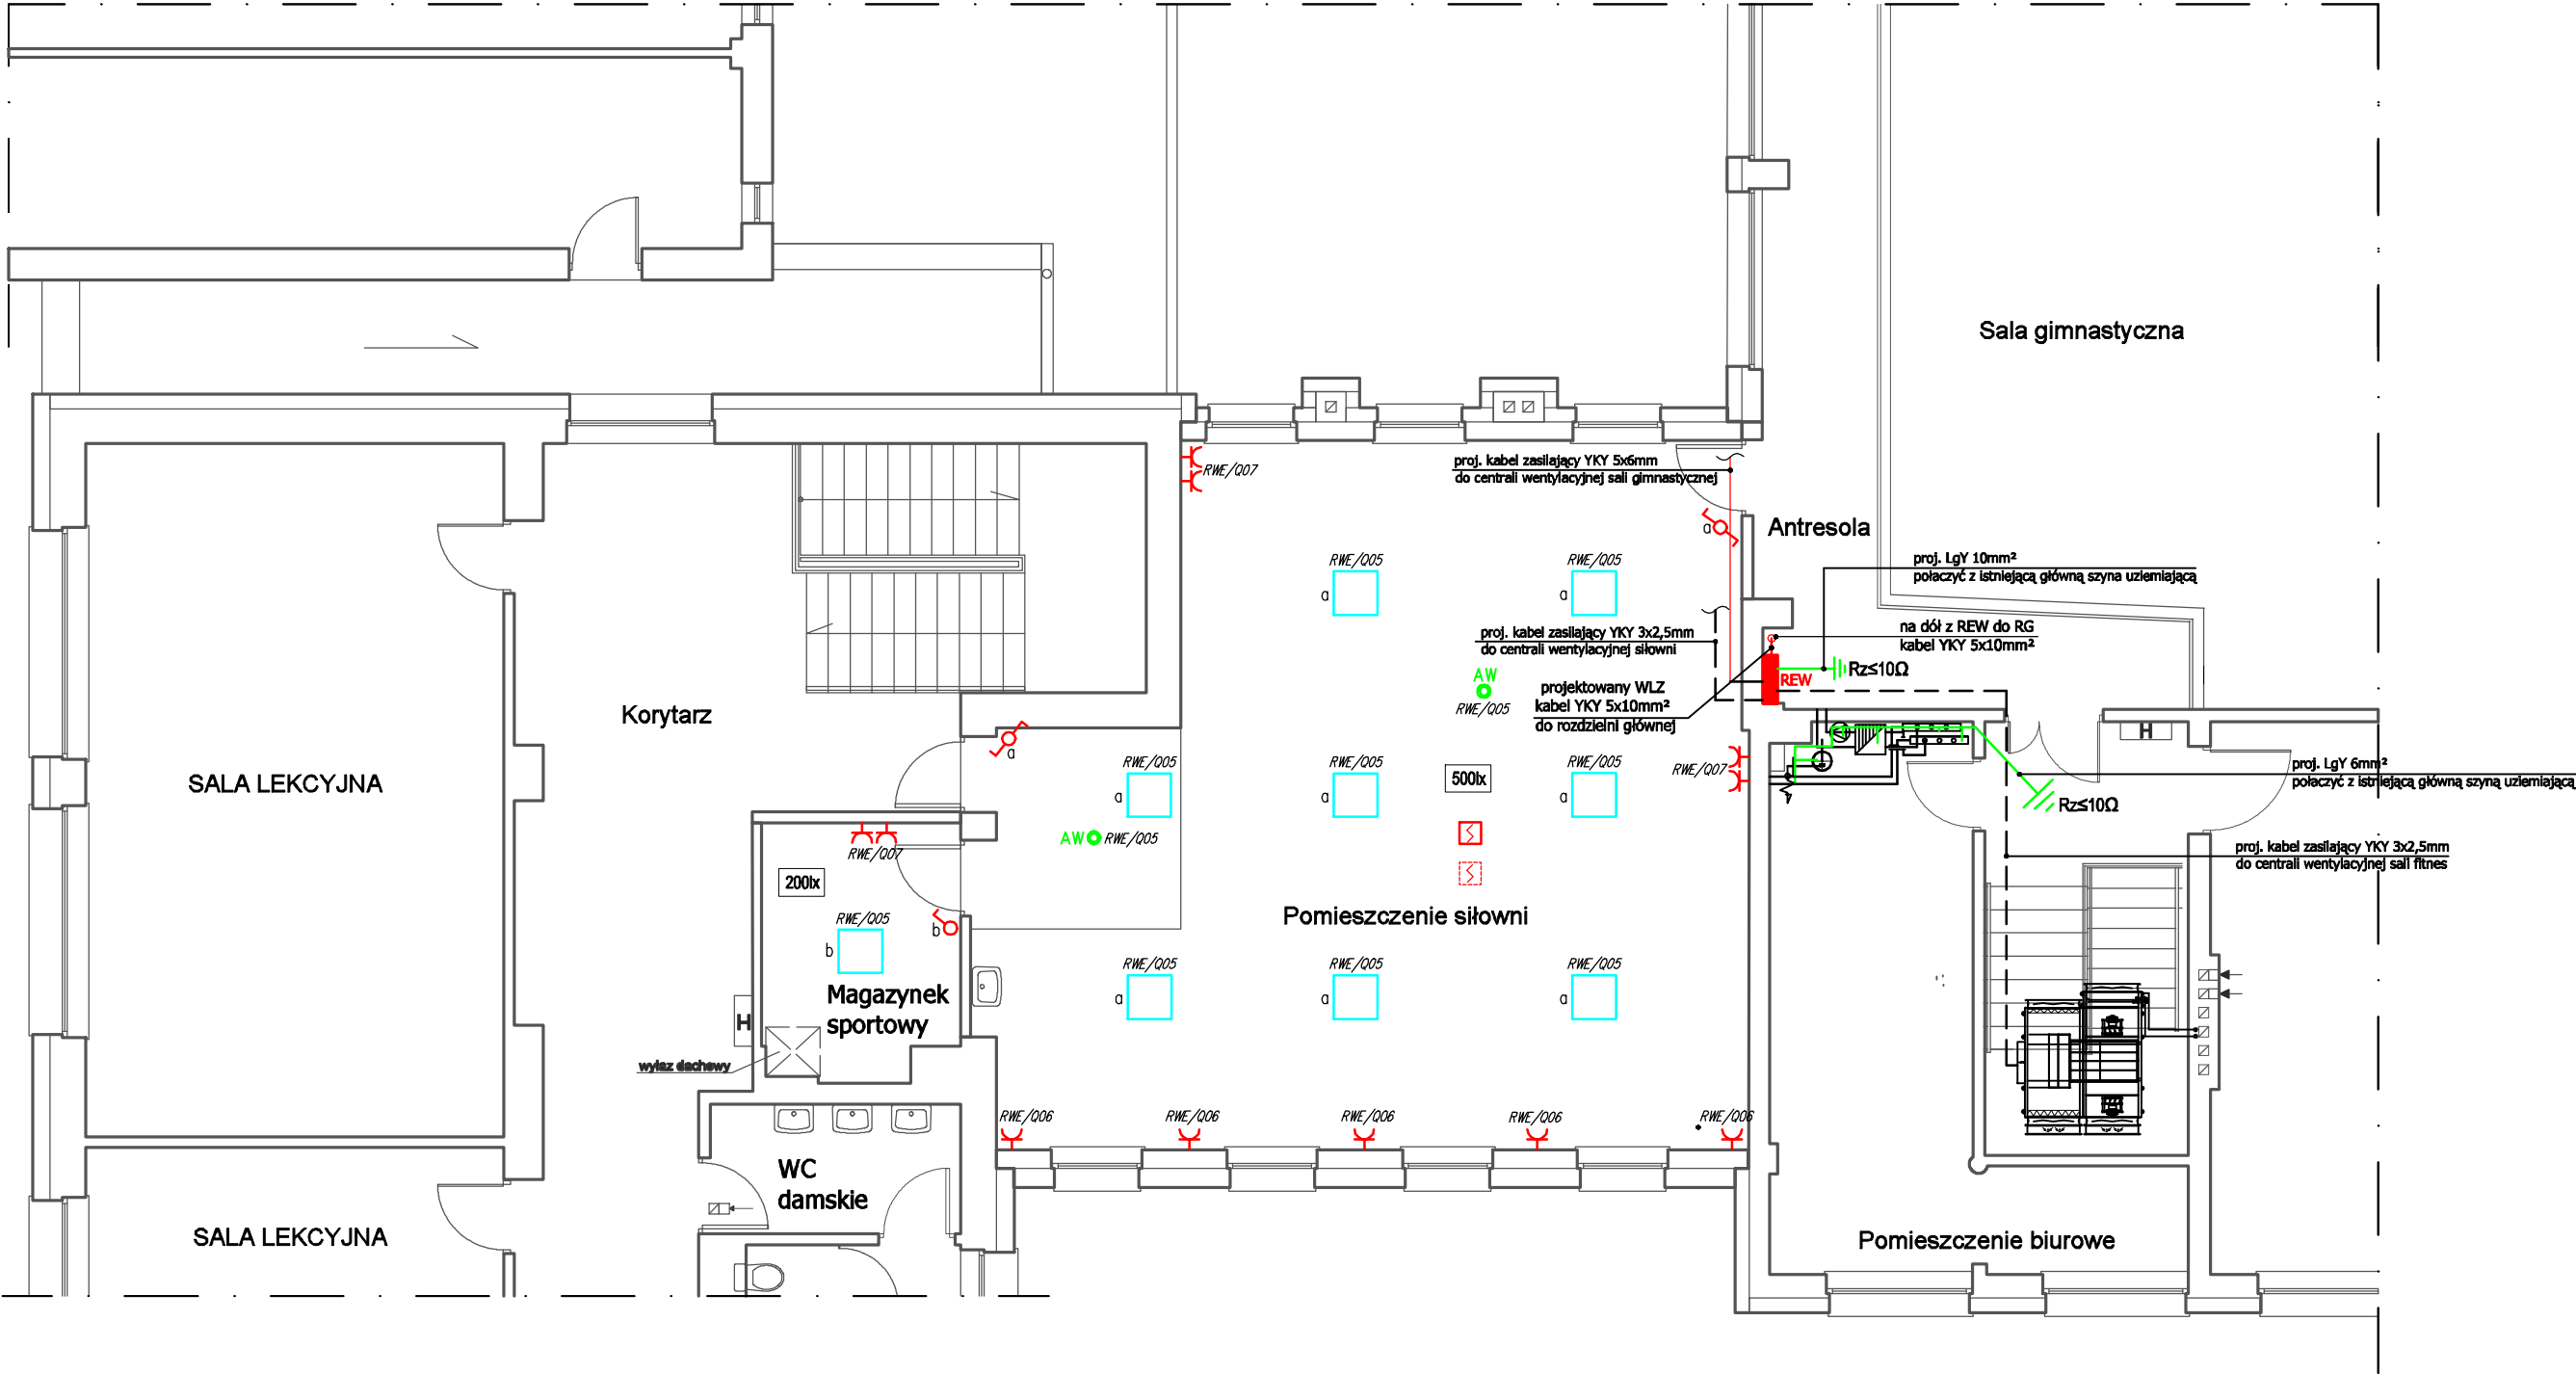 Sala gimnastyczna
RWE/Q07
proj. kabel zasilający YKY 5x6mm
do centrali wentylacyjnej sali gimnastycznej
a
Antresola
RWE/Q05
a
RWE/Q05
a
proj. LgY 10mm²
połaczyć z istniejącą główną szyna uziemiającą
proj. kabel zasilający YKY 3x2,5mm
do centrali wentylacyjnej siłowni
na dół z REW do RG
kabel YKY 5x10mm²
Rz≤10Ω
REW
AW
RWE/Q05
projektowany WLZ
kabel YKY 5x10mm²
do rozdzielni głównej
Korytarz
a
H
SALA LEKCYJNA
RWE/Q05
a
RWE/Q05
a
500lx
RWE/Q05
a
RWE/Q07
proj. LgY 6mm²
połaczyć z istniejącą główną szyną uziemiającą
Rz≤10Ω
AW
RWE/Q05
RWE/Q07
proj. kabel zasilający YKY 3x2,5mm
do centrali wentylacyjnej sali fitnes
200lx
RWE/Q05
b
b
Pomieszczenie siłowni
RWE/Q05
a
RWE/Q05
a
RWE/Q05
a
Magazynek
sportowy
H
wyłaz dachowy
RWE/Q06
RWE/Q06
RWE/Q06
RWE/Q06
RWE/Q06
WC
damskie
SALA LEKCYJNA
Pomieszczenie biurowe